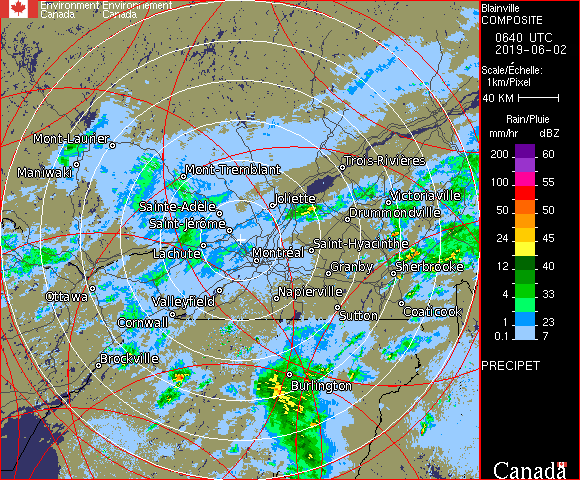 Environment Environnement
Canada Canada
Blainville
COMPOSITE
0640 UTC
2019-06-02
Scale/Échelle:
1km/Pixel
40 KM
Rain/Pluie
mm/hr dBZ
200 60
100 55
50 50
24 45
12 40
4 33
1 23
0.1 7
PRECIPET
Mont-Laurier
Maniwaki
Mont-Tremblant
Trois-Rivières
Sainte-Adele
Joliette
Victoriaville
Drummondville
Saint-Jérôme
Lachute
Montréal
Saint-Hyacinthe
Granby
Sherbrooke
Ottawa
Valleyfield
Napierville
Cornwall
Sutton
Coaticook
Brockville
Burlington
Canada